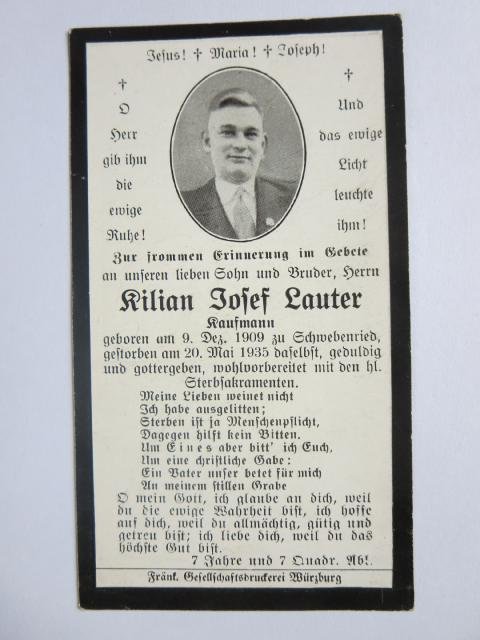 Jesus! † Maria! † Joseph!
†
O
Herr
gib ihm
die
ewige
Ruhe!
†
Und
das ewige
Licht
leuchte
ihm!
Zur frommen Erinnerung im Gebete
an unseren lieben Sohn und Bruder, Herrn
Kilian Josef Lauter
Kaufmann
geboren am 9. Dez. 1909 zu Schwebenried,
gestorben am 20. Mai 1935 daselbst, geduldig
und gottergeben, wohlvorbereitet mit den hl.
Sterbsakramenten.
Meine Lieben weinet nicht
Ich habe ausgelitten;
Sterben ist ja Menschenpflicht,
Dagegen hilft kein Bitten.
Um Eines aber bitt' ich Euch,
Um eine christliche Gabe:
Ein Vater unser betet für mich
An meinem stillen Grabe
O mein Gott, ich glaube an dich, weil
du die ewige Wahrheit bist, ich hoffe
auf dich, weil du allmächtig, gütig und
getreu bist; ich liebe dich, weil du das
höchste Gut bist.
7 Jahre und 7 Quadr. Abl.
Fränk. Gesellschaftsdruckerei Würzburg